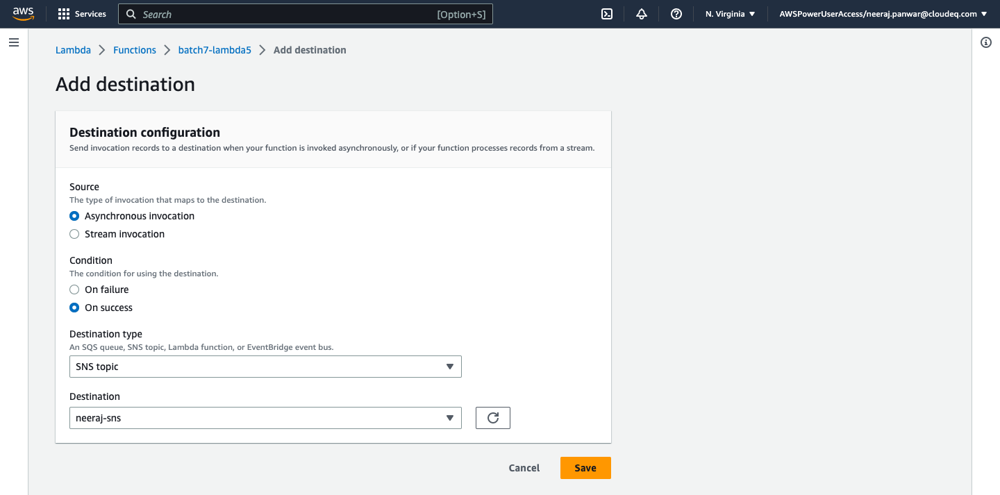 aws Services Search [Option+S] N. Virginia AWSPowerUserAccess/neeraj.panwar@cloudeq.com
Lambda Functions batch7-lambda5 Add destination
Add destination
Destination configuration
Send invocation records to a destination when your function is invoked asynchronously, or if your function processes records from a stream.
Source
The type of invocation that maps to the destination.
Asynchronous invocation
Stream invocation
Condition
The condition for using the destination.
On failure
On success
Destination type
An SQS queue, SNS topic, Lambda function, or EventBridge event bus.
SNS topic
Destination
neeraj-sns
Cancel Save